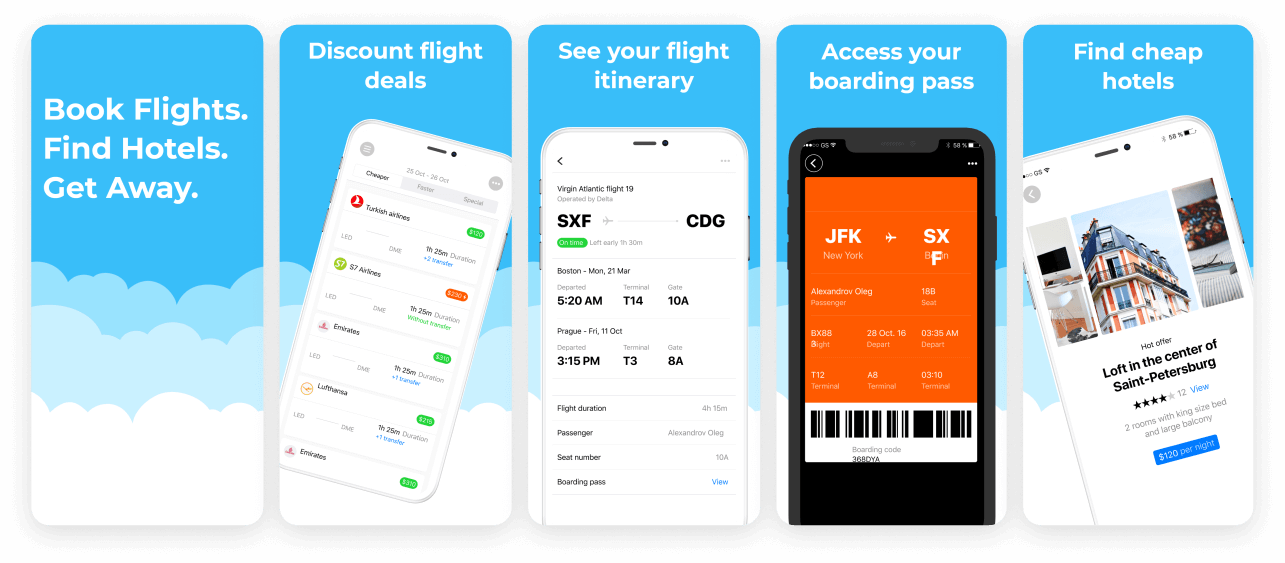 Book Flights.
Find Hotels.
Get Away.
Discount flight
deals
25 Oct - 26 Oct
Cheaper
Faster
Special
Turkish airlines
$120
LED
DME
1h 25m Duration
+2 transfer
S7 Airlines
$230
LED
DME
1h 25m Duration
Without transfer
Emirates
$310
LED
DME
1h 25m Duration
+1 transfer
Lufthansa
$215
LED
DME
1h 25m Duration
+1 transfer
Emirates
$310
See your flight
itinerary
Virgin Atlantic flight 19
Operated by Delta
SXF CDG
On time Left early 1h 30m
Boston - Mon, 21 Mar
Departed Terminal Gate
5:20 AM T14 10A
Prague - Fri, 11 Oct
Departed Terminal Gate
3:15 PM T3 8A
Flight duration 4h 15m
Passenger Alexandrov Oleg
Seat number 10A
Boarding pass View
Access your
boarding pass
GS 58 %
JFK SX
F
New York Berlin
Alexandrov Oleg 18B
Passenger Seat
BX88 28 Oct. 16 03:35 AM
8
Flight Depart Depart
T12 A8 03:10
Terminal Terminal Terminal
Boarding code
368DYA
Find cheap
hotels
GS 58 %
Hot offer
Loft in the center of
Saint-Petersburg
★★★★★ 12 View
2 rooms with king size bed
and large balcony
$120 per night